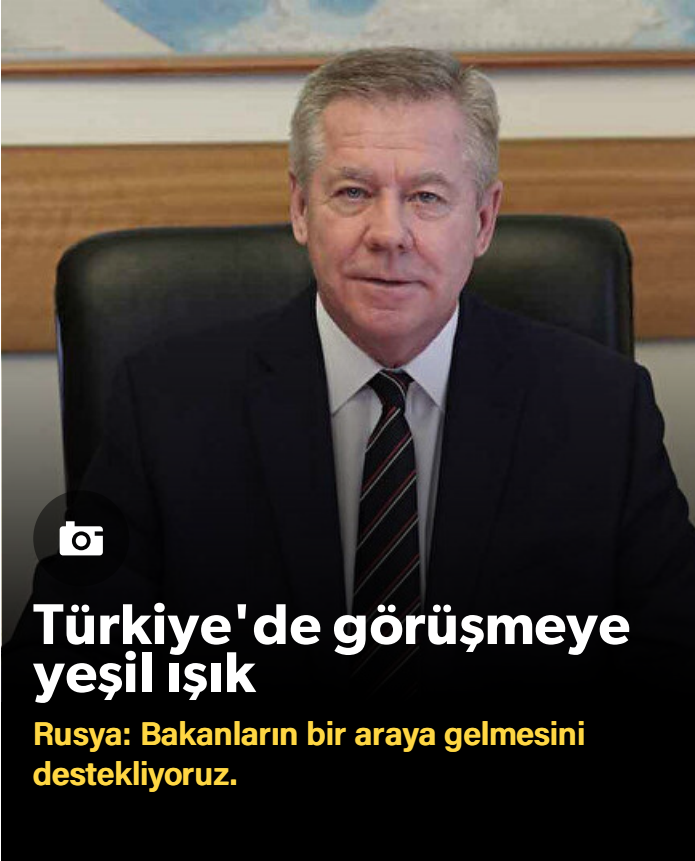 Türkiye'de görüşmeye
yeşil ışık
Rusya: Bakanların bir araya gelmesini
destekliyoruz.